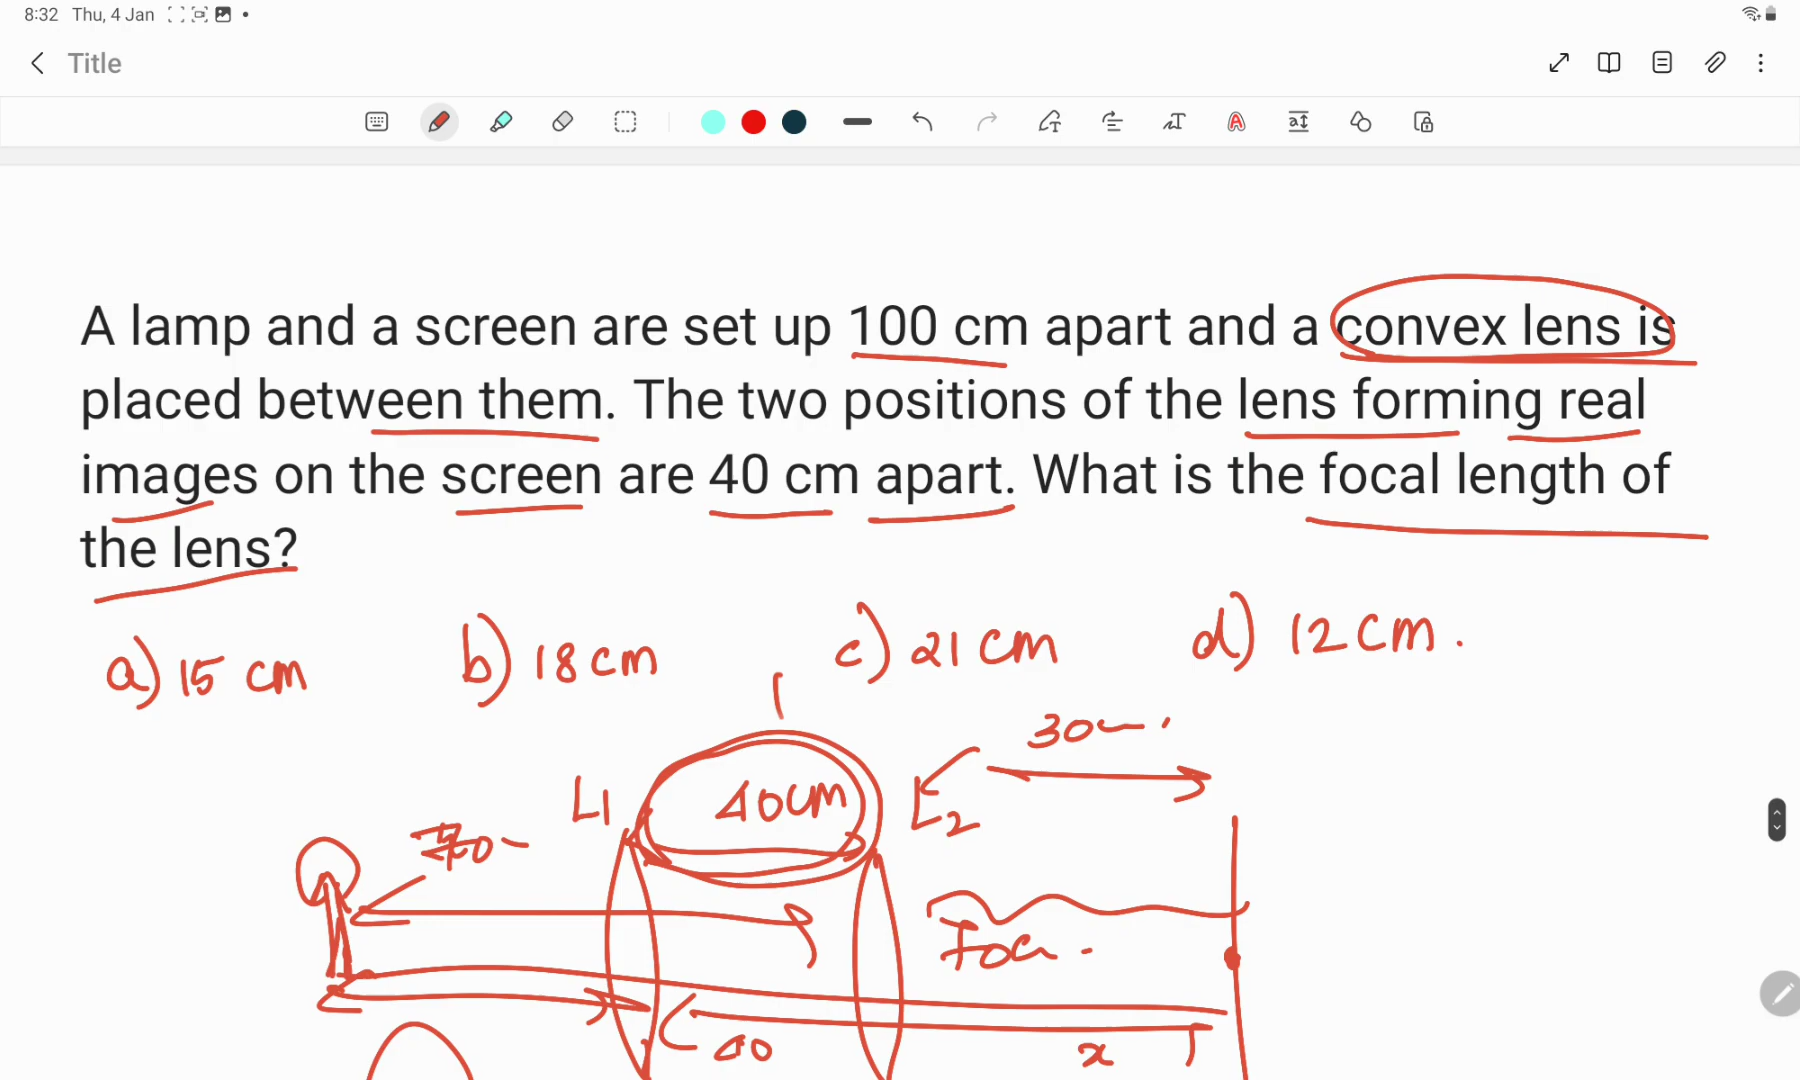 8:32 Thu, 4 Jan
Title
A lamp and a screen are set up 100 cm apart and a convex lens is
placed between them. The two positions of the lens forming real
images on the screen are 40 cm apart. What is the focal length of
the lens?
a) 15 cm b) 18 cm c) 21 cm d) 12 cm.
30
L1 40cm L2
70
40 x